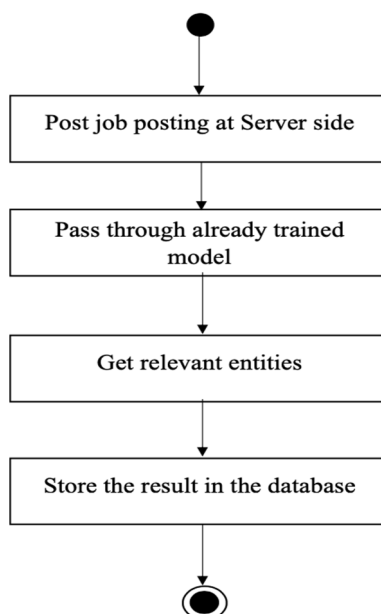 Post job posting at Server side
Pass through already trained
model
Get relevant entities
Store the result in the database